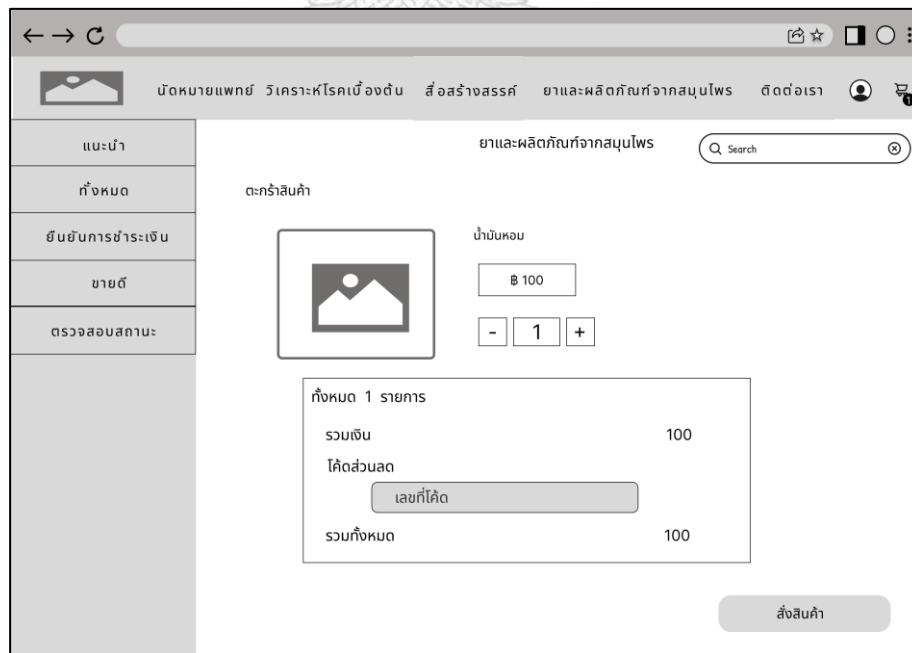 นัดหมายแพทย์ วิเคราะห์โรคเบื้องต้น สื่อสร้างสรรค์ ยาและผลิตภัณฑ์จากสมุนไพร ติดต่อเรา
1
แนะนำ
ทั้งหมด
ยืนยันการชำระเงิน
ขายดี
ตรวจสอบสถานะ
ยาและผลิตภัณฑ์จากสมุนไพร
Search
ตะกร้าสินค้า
น้ำมันหอม
฿ 100
- 1 +
ทั้งหมด 1 รายการ
รวมเงิน 100
โค้ดส่วนลด
เลขที่โค้ด
รวมทั้งหมด 100
สั่งสินค้า